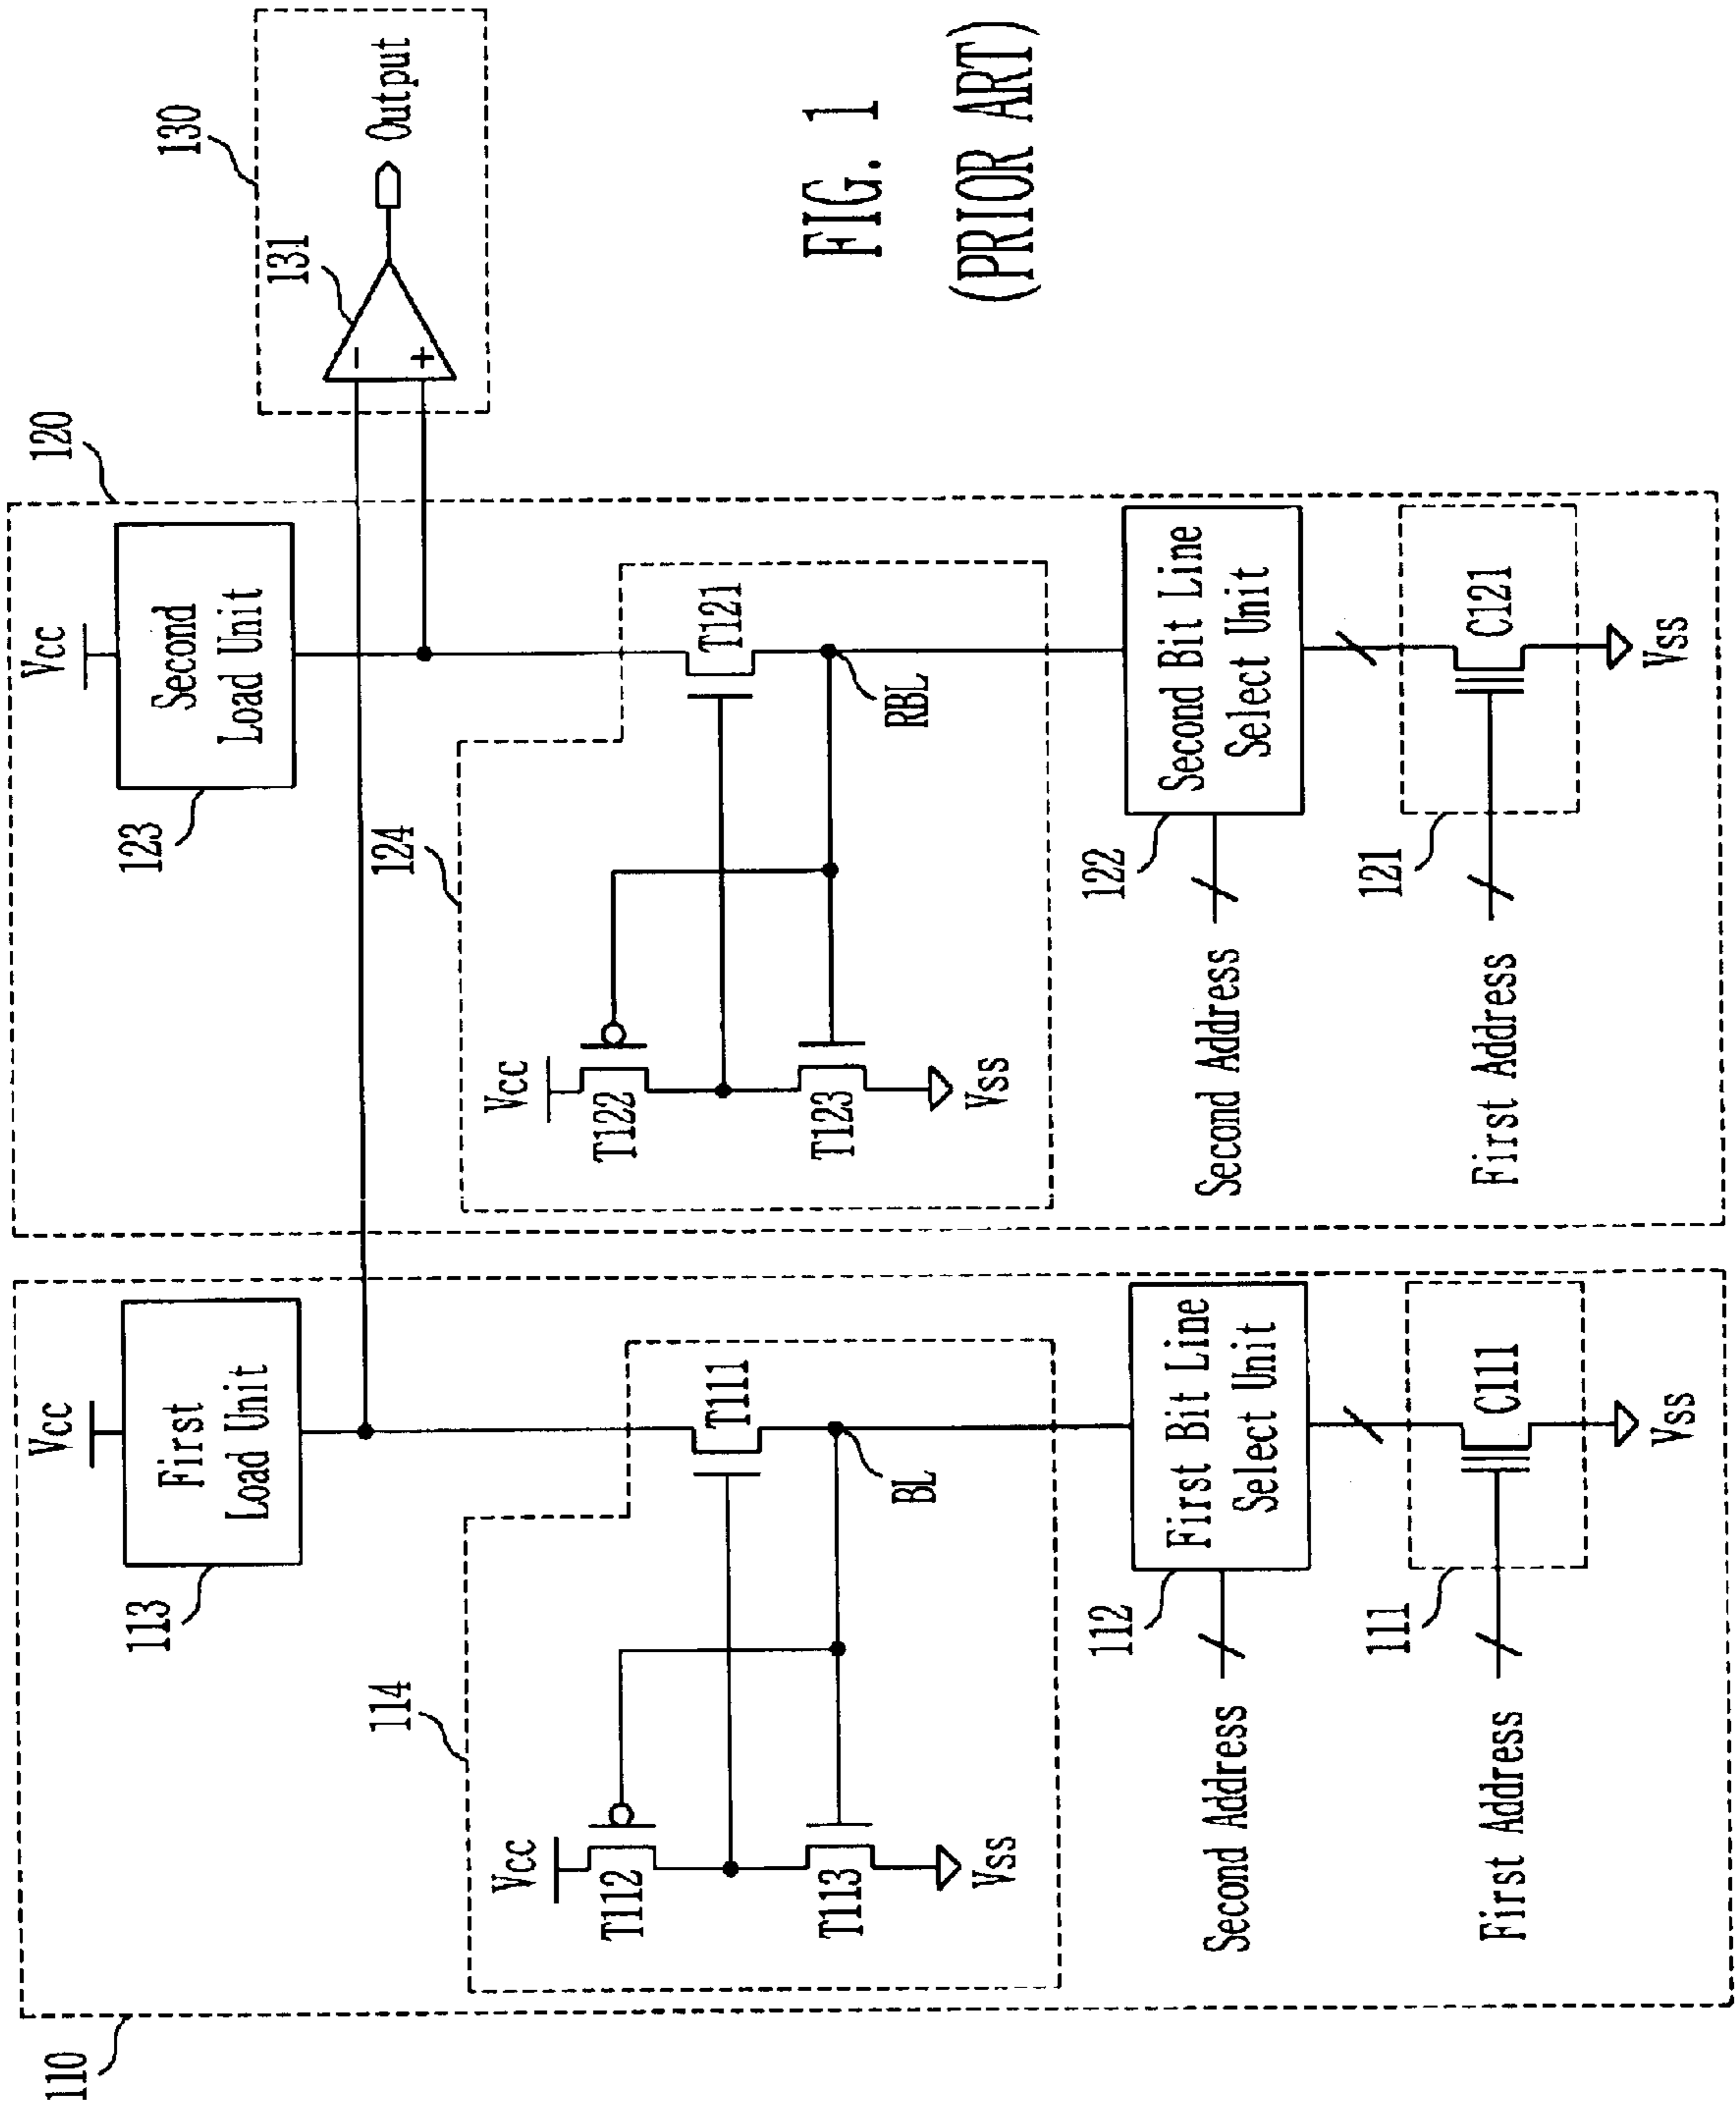 110
Vcc
First
Load Unit
113
114
T1111
Vcc
T112
T113
Vss
BL
First Bit Line
Select Unit
112
Second Address
C111
111
First Address
Vss
120
Vcc
Second
Load Unit
123
124
T121
Vcc
T122
T123
Vss
RBL
Second Bit Line
Select Unit
122
Second Address
C121
121
First Address
Vss
130
131
-
+
Output
FIG. 1
(PRIOR ART)